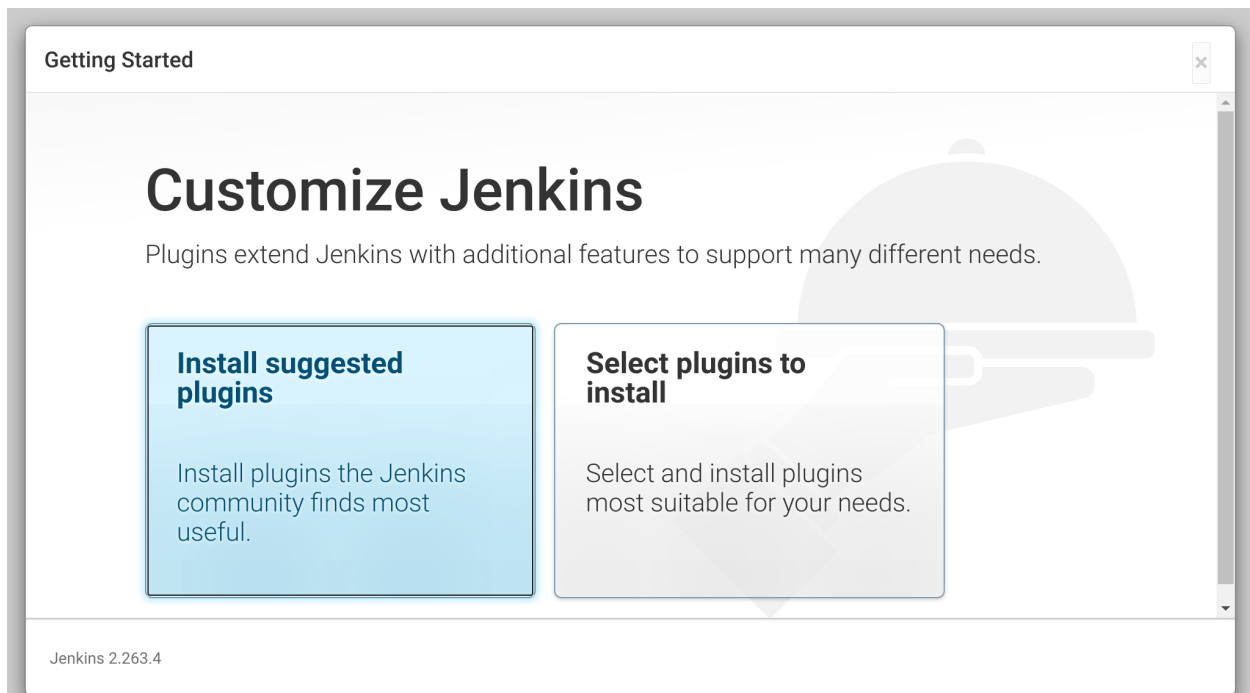 Getting Started
×
Customize Jenkins
Plugins extend Jenkins with additional features to support many different needs.
Install suggested
plugins
Install plugins the Jenkins
community finds most
useful.
Select plugins to
install
Select and install plugins
most suitable for your needs.
Jenkins 2.263.4